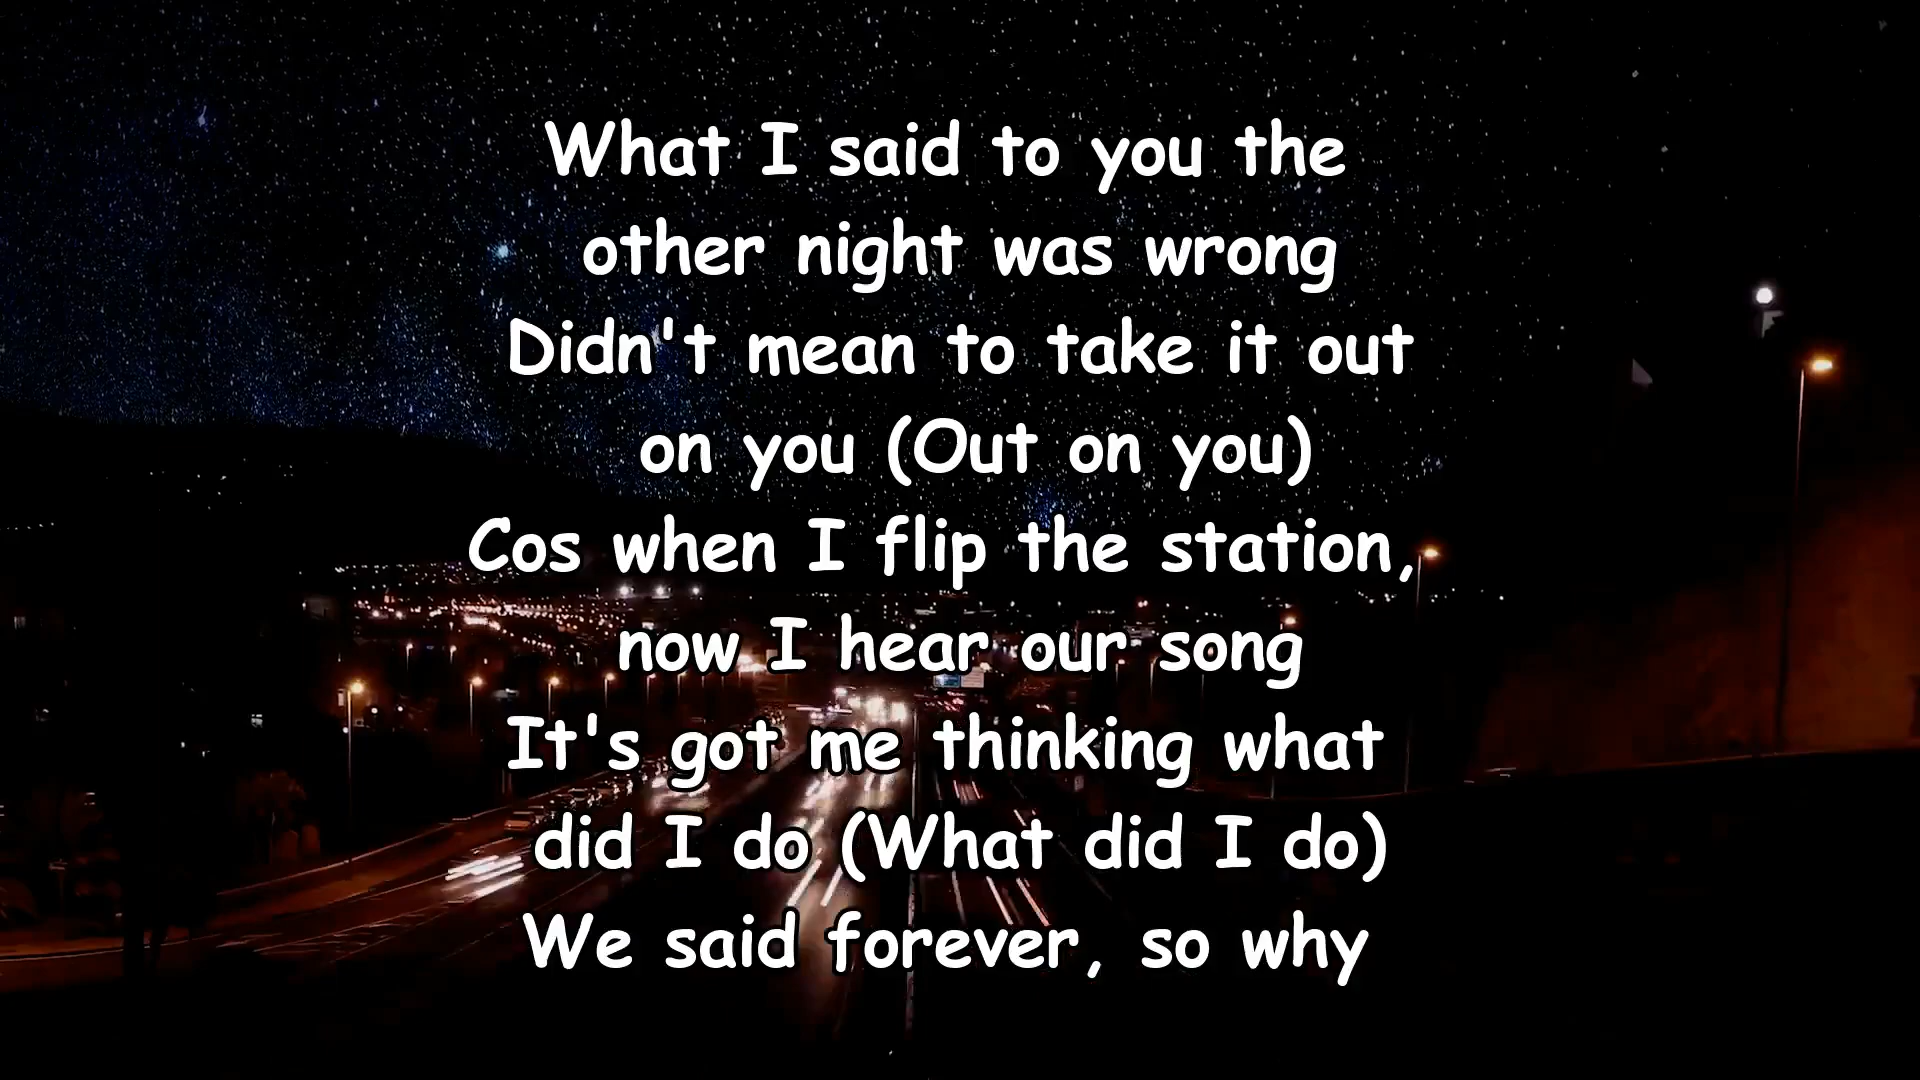 What I said to you the
other night was wrong
Didn't mean to take it out
on you (Out on you)
Cos when I flip the station,
now I hear our song
It's got me thinking what
did I do (What did I do)
We said forever, so why